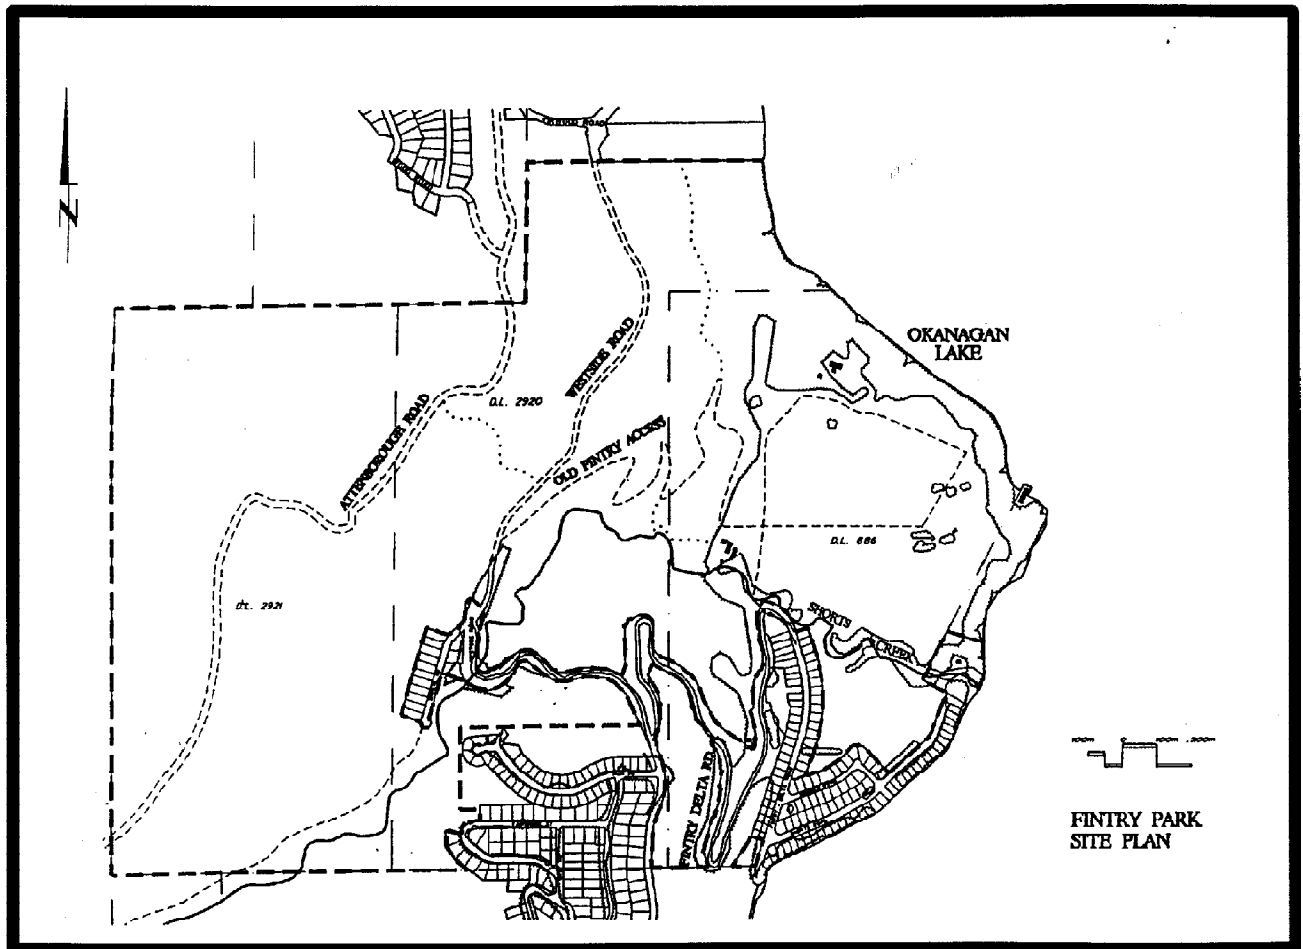 N
OKANAGAN
LAKE
WESTSIDE ROAD
D.L. 2920
ATTENBOROUGH ROAD
OLD FINTRY ACCESS
D.L. 686
D.L. 2921
SHORTS CREEK
FINTRY DELTA RD.
FINTRY PARK
SITE PLAN